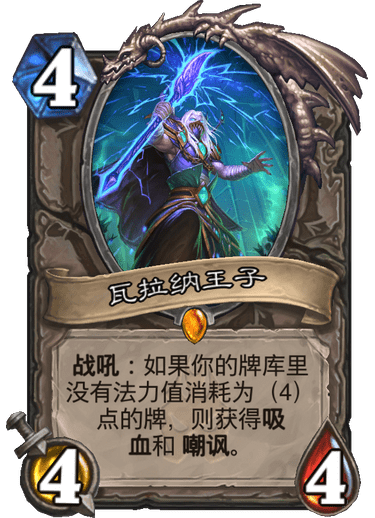 4
瓦拉纳王子
战吼：如果你的牌库里
没有法力值消耗为（4）
点的牌，则获得吸
血和 嘲讽。
4
4